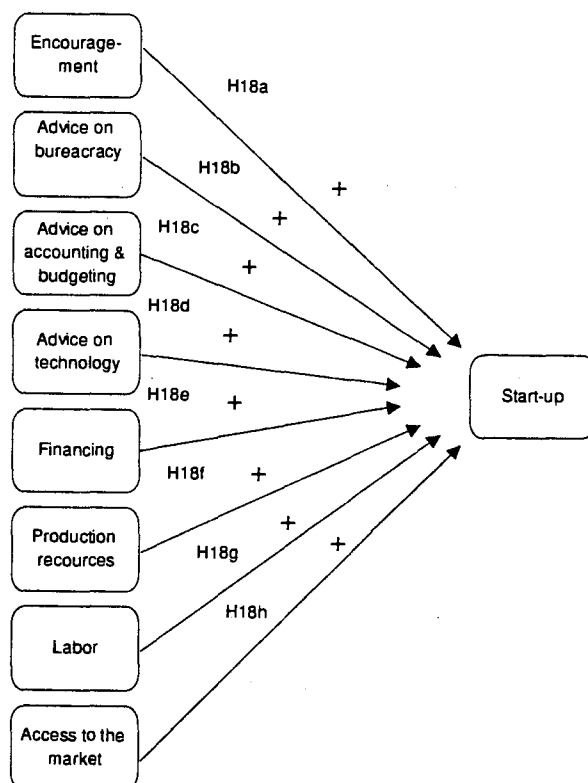 Encourage-
ment
H18a
Advice on
bureacracy
H18b
+
+
H18c
Advice on
accounting &
budgeting
+
H18d
+
Advice on
technology
Start-up
H18e
+
Financing
H18f
+
Production
recources
+
+
H18g
H18h
Labor
Access to the
market